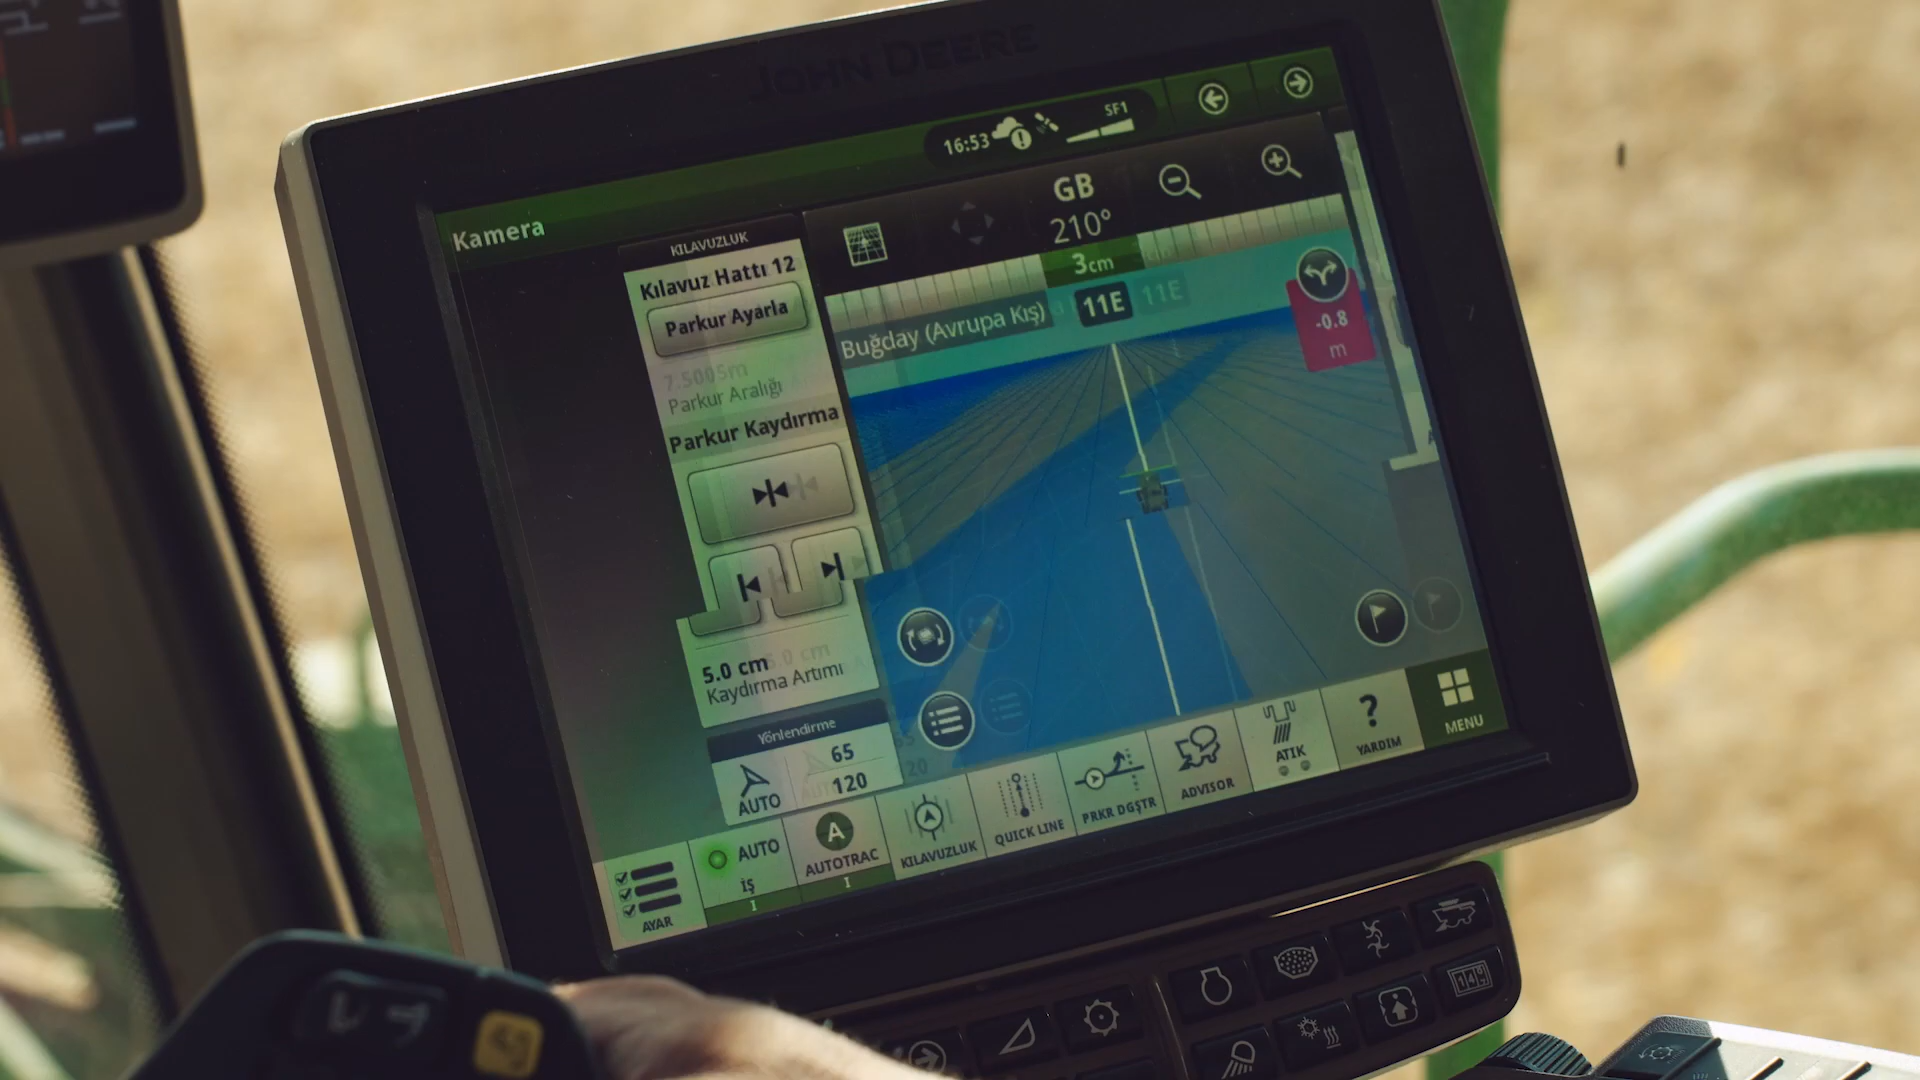 JOHN DEERE
16:53
SF1
Kamera
KILAVUZLUK
GB
210°
Kılavuz Hattı 12
Parkur Ayarla
3cm
Buğday (Avrupa Kış)
11E
11E
-0.8
m
7.5005m
Parkur Aralığı
Parkur Kaydırma
5.0 cm
Kaydırma Artımı
Yönlendirme
65
120
AUTO
AYAR
AUTO
İŞ
I
AUTOTRAC
I
KILAVUZLUK
QUICK LINE
PRKR DĞŞTR
ADVISOR
ATIK
YARDIM
MENU